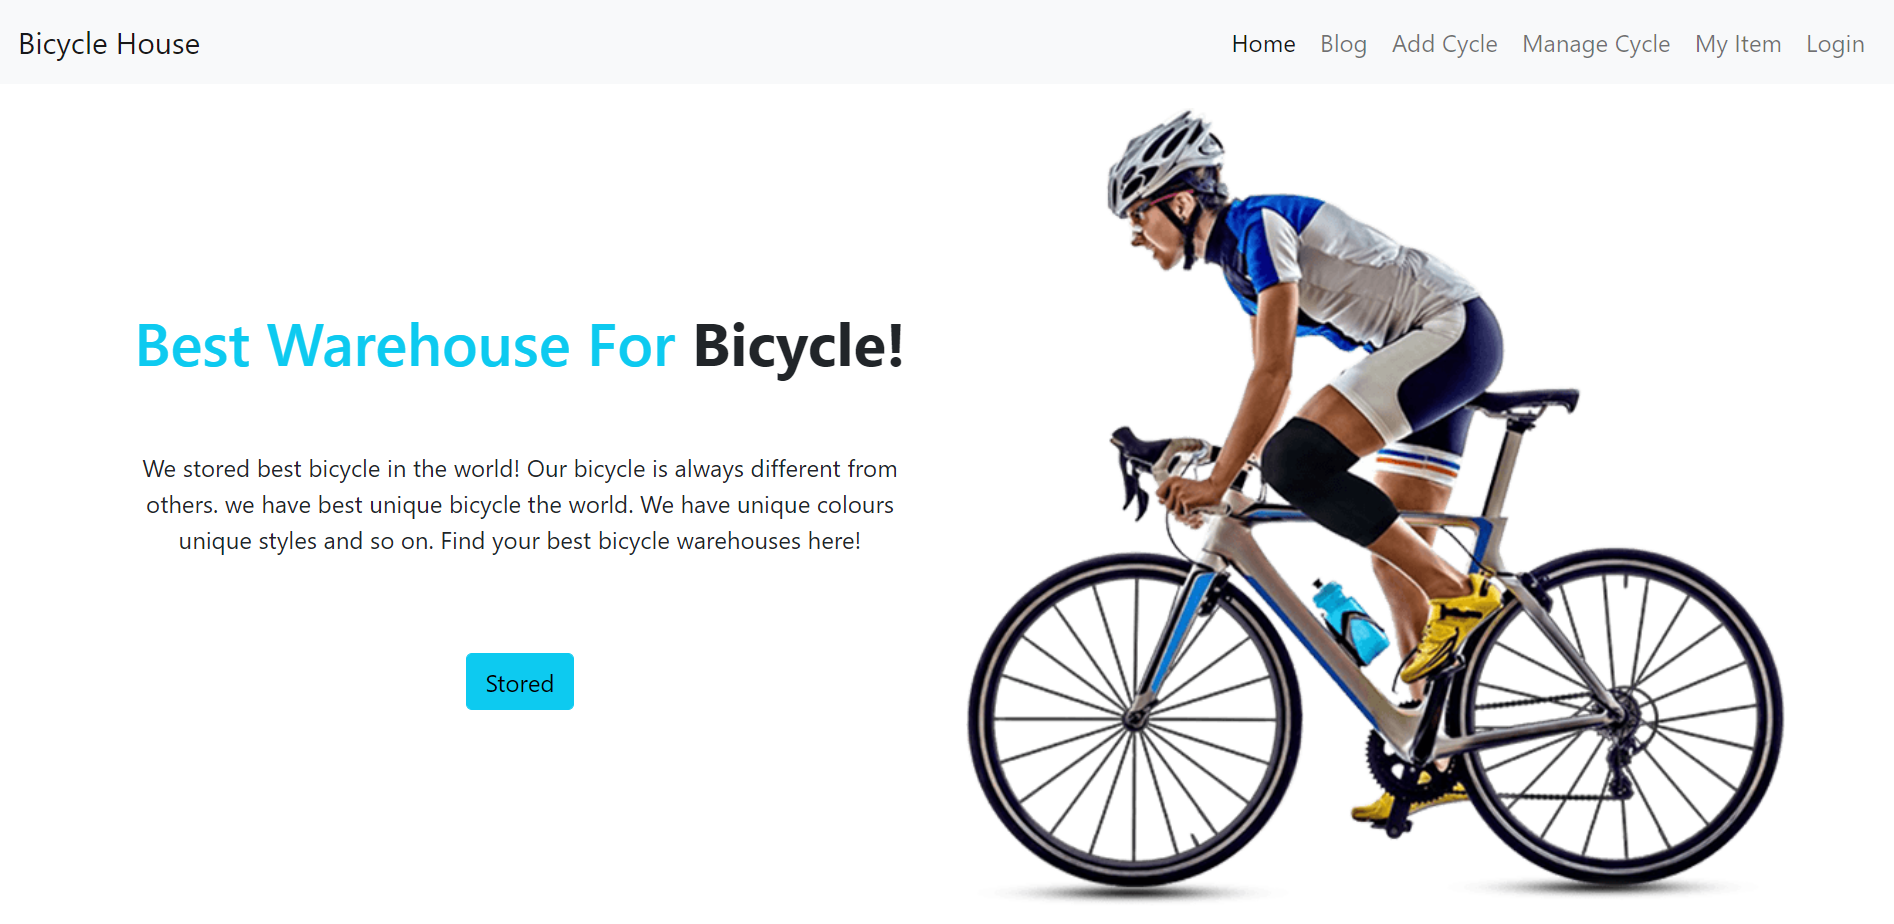 Bicycle House
Home Blog Add Cycle Manage Cycle My Item Login
Best Warehouse For Bicycle!
We stored best bicycle in the world! Our bicycle is always different from
others. we have best unique bicycle the world. We have unique colours
unique styles and so on. Find your best bicycle warehouses here!
Stored